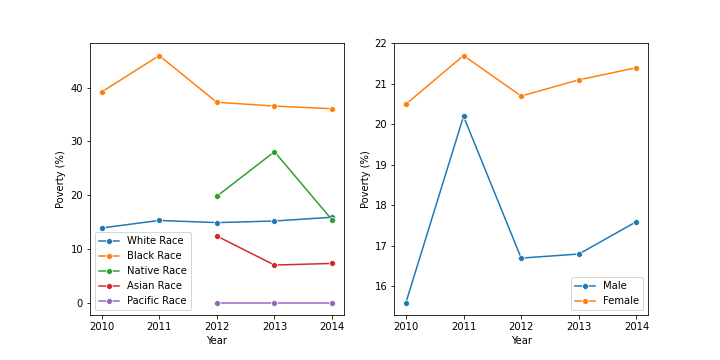 Poverty (%)
40
30
20
10
0
White Race
Black Race
Native Race
Asian Race
Pacific Race
2010 2011 2012 2013 2014
Year
Poverty (%)
22
21
20
19
18
17
16
Male
Female
2010 2011 2012 2013 2014
Year